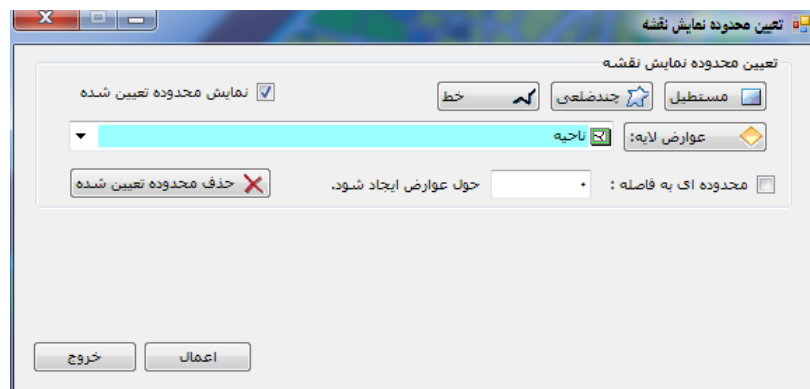 تعیین محدوده نمایش نقشه
تعیین محدوده نمایش نقشه
مستطیل چندضلعی خط نمایش محدوده تعیین شده
عوارض لایه: ناحیه
محدوده ای به فاصله : ۰ حول عوارض ایجاد شود. حذف محدوده تعیین شده
اعمال خروج